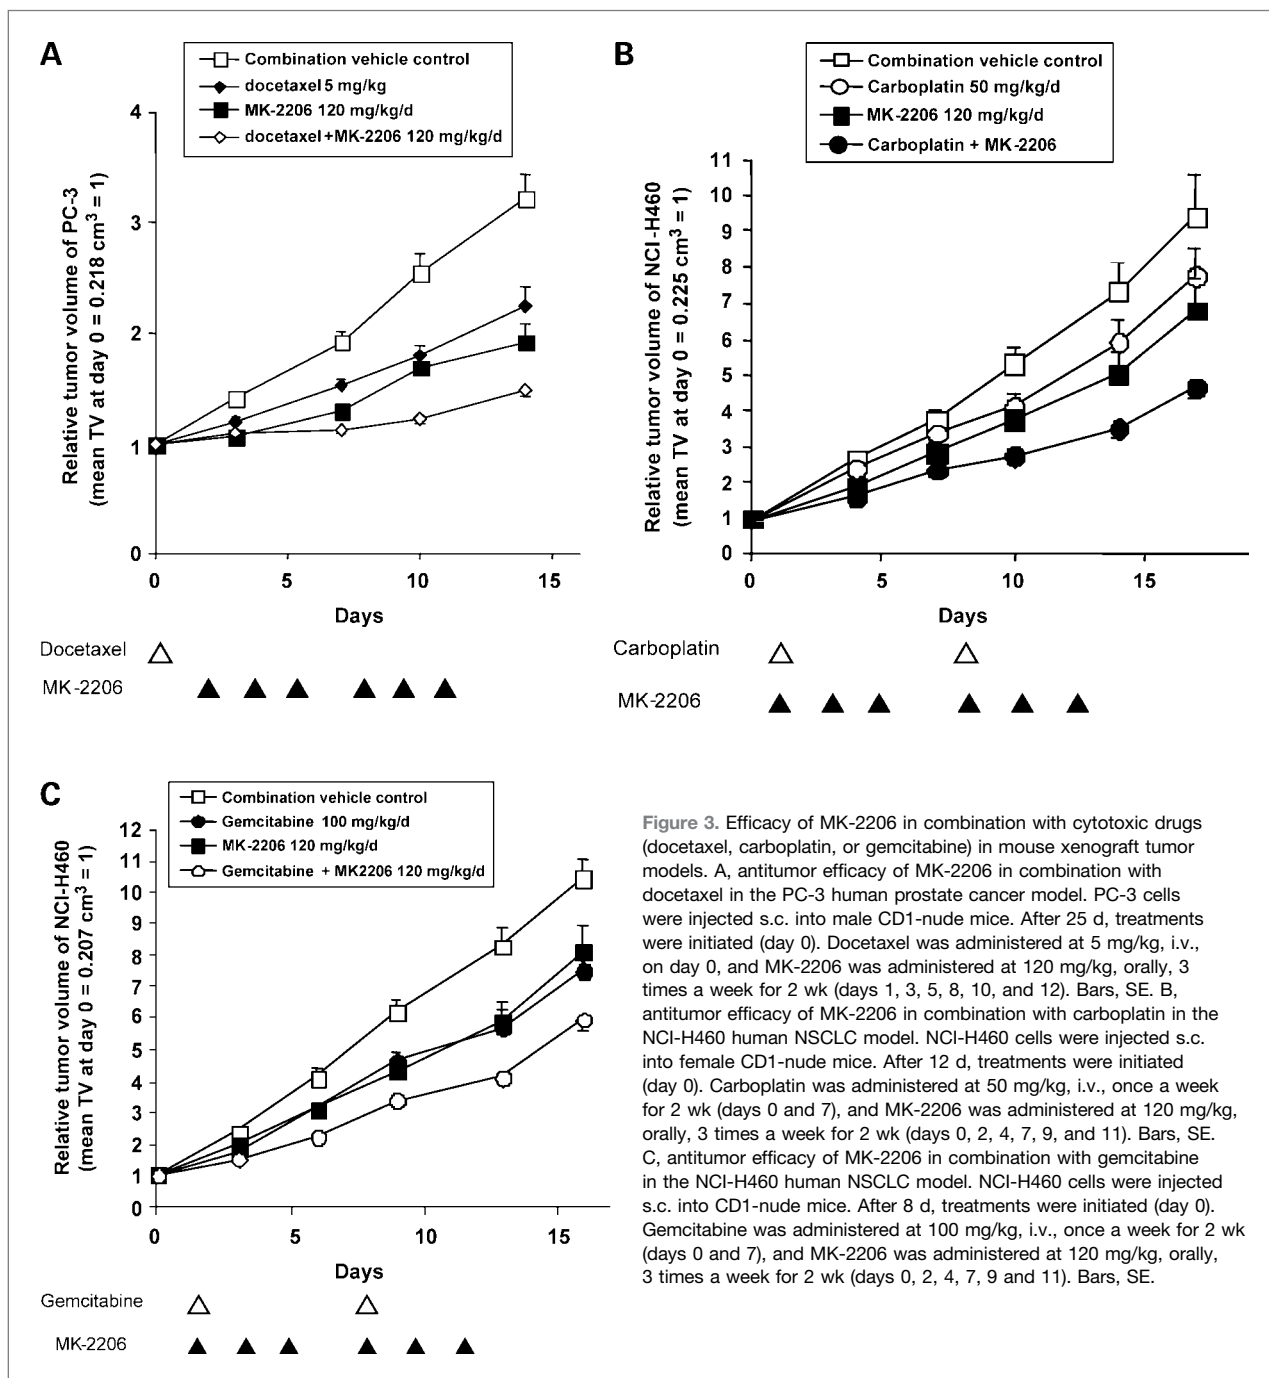 A
Combination vehicle control
docetaxel 5 mg/kg
MK-2206 120 mg/kg/d
docetaxel +MK-2206 120 mg/kg/d
Relative tumor volume of PC-3
(mean TV at day 0 = 0.218 cm³ = 1)
4
3
2
1
0
0 5 10 15
Days
Docetaxel
MK-2206
B
Combination vehicle control
Carboplatin 50 mg/kg/d
MK-2206 120 mg/kg/d
Carboplatin + MK-2206
Relative tumor volume of NCI-H460
(mean TV at day 0 = 0.225 cm³ = 1)
11
10
9
8
7
6
5
4
3
2
1
0
0 5 10 15
Days
Carboplatin
MK-2206
C
Combination vehicle control
Gemcitabine 100 mg/kg/d
MK-2206 120 mg/kg/d
Gemcitabine + MK2206 120 mg/kg/d
Relative tumor volume of NCI-H460
(mean TV at day 0 = 0.207 cm³ = 1)
12
11
10
9
8
7
6
5
4
3
2
1
0
0 5 10 15
Days
Gemcitabine
MK-2206
Figure 3. Efficacy of MK-2206 in combination with cytotoxic drugs
(docetaxel, carboplatin, or gemcitabine) in mouse xenograft tumor
models. A, antitumor efficacy of MK-2206 in combination with
docetaxel in the PC-3 human prostate cancer model. PC-3 cells
were injected s.c. into male CD1-nude mice. After 25 d, treatments
were initiated (day 0). Docetaxel was administered at 5 mg/kg, i.v.,
on day 0, and MK-2206 was administered at 120 mg/kg, orally, 3
times a week for 2 wk (days 1, 3, 5, 8, 10, and 12). Bars, SE. B,
antitumor efficacy of MK-2206 in combination with carboplatin in the
NCI-H460 human NSCLC model. NCI-H460 cells were injected s.c.
into female CD1-nude mice. After 12 d, treatments were initiated
(day 0). Carboplatin was administered at 50 mg/kg, i.v., once a week
for 2 wk (days 0 and 7), and MK-2206 was administered at 120 mg/kg,
orally, 3 times a week for 2 wk (days 0, 2, 4, 7, 9, and 11). Bars, SE.
C, antitumor efficacy of MK-2206 in combination with gemcitabine
in the NCI-H460 human NSCLC model. NCI-H460 cells were injected
s.c. into CD1-nude mice. After 8 d, treatments were initiated (day 0).
Gemcitabine was administered at 100 mg/kg, i.v., once a week for 2 wk
(days 0 and 7), and MK-2206 was administered at 120 mg/kg, orally,
3 times a week for 2 wk (days 0, 2, 4, 7, 9 and 11). Bars, SE.